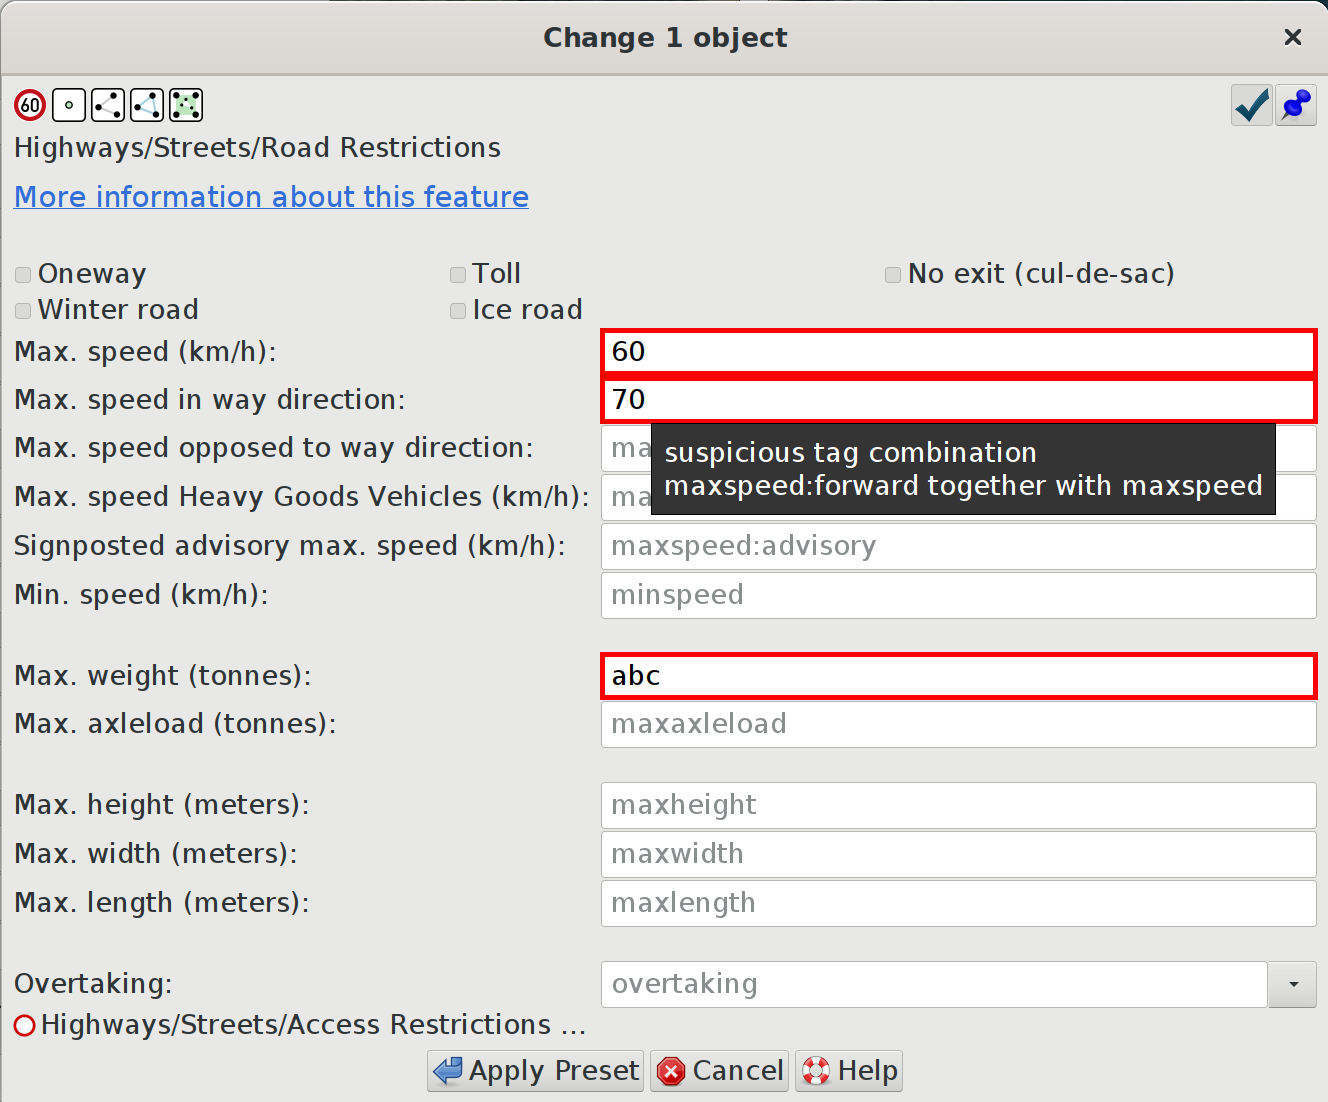 Change 1 object
60
Highways/Streets/Road Restrictions
More information about this feature
Oneway Toll No exit (cul-de-sac)
Winter road Ice road
Max. speed (km/h): 60
Max. speed in way direction: 70
Max. speed opposed to way direction: ma
suspicious tag combination
maxspeed:forward together with maxspeed
Max. speed Heavy Goods Vehicles (km/h): ma
Signposted advisory max. speed (km/h): maxspeed:advisory
Min. speed (km/h): minspeed
Max. weight (tonnes): abc
Max. axleload (tonnes): maxaxleload
Max. height (meters): maxheight
Max. width (meters): maxwidth
Max. length (meters): maxlength
Overtaking: overtaking
Highways/Streets/Access Restrictions ...
Apply Preset Cancel Help